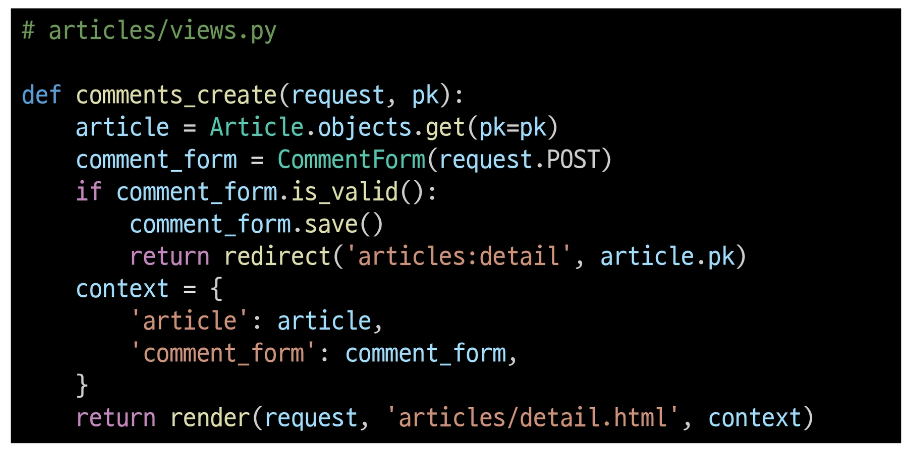 # articles/views.py

def comments_create(request, pk):
    article = Article.objects.get(pk=pk)
    comment_form = CommentForm(request.POST)
    if comment_form.is_valid():
        comment_form.save()
        return redirect('articles:detail', article.pk)
    context = {
        'article': article,
        'comment_form': comment_form,
    }
    return render(request, 'articles/detail.html', context)